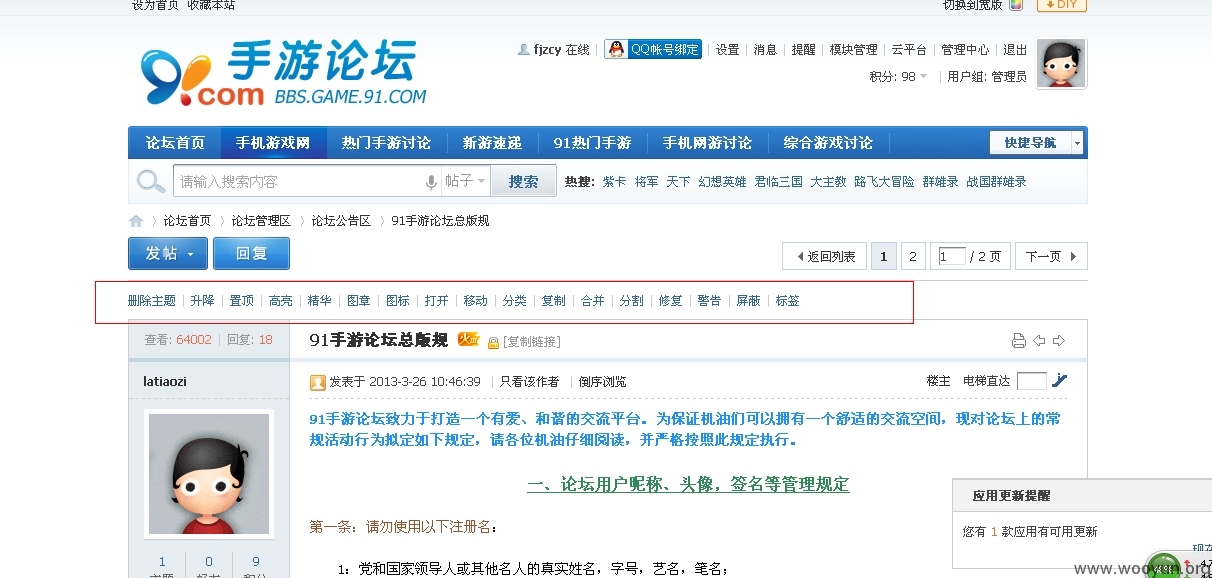 设为首页 收藏本站 切换到宽版 DIY
手游论坛
.com BBS.GAME.91.COM
fjzcy 在线 QQ帐号绑定 设置 消息 提醒 模块管理 云平台 管理中心 退出
积分: 98 用户组: 管理员
论坛首页 手机游戏网 热门手游讨论 新游速递 91热门手游 手机网游讨论 综合游戏讨论 快捷导航
请输入搜索内容 帖子 搜索 热搜: 紫卡 将军 天下 幻想英雄 君临三国 大主教 路飞大冒险 群雄录 战国群雄录
论坛首页 论坛管理区 论坛公告区 91手游论坛总版规
发帖 回复 返回列表 1 2 1 / 2 页 下一页
删除主题 升降 置顶 高亮 精华 图章 图标 打开 移动 分类 复制 合并 分割 修复 警告 屏蔽 标签
查看: 64002 回复: 18 91手游论坛总版规 [复制链接]
latiaozi 发表于 2013-3-26 10:46:39 只看该作者 倒序浏览 楼主 电梯直达
91手游论坛致力于打造一个有爱、和谐的交流平台。为保证机油们可以拥有一个舒适的交流空间，现对论坛上的常
规活动行为拟定如下规定，请各位机油仔细阅读，并严格按照此规定执行。
一、论坛用户昵称、头像，签名等管理规定
第一条：请勿使用以下注册名：
1：党和国家领导人或其他名人的真实姓名，字号，艺名，笔名；
1 0 9
主题 好友 积分
应用更新提醒
您有 1 款应用有可用更新
现在
www.wooyun.org